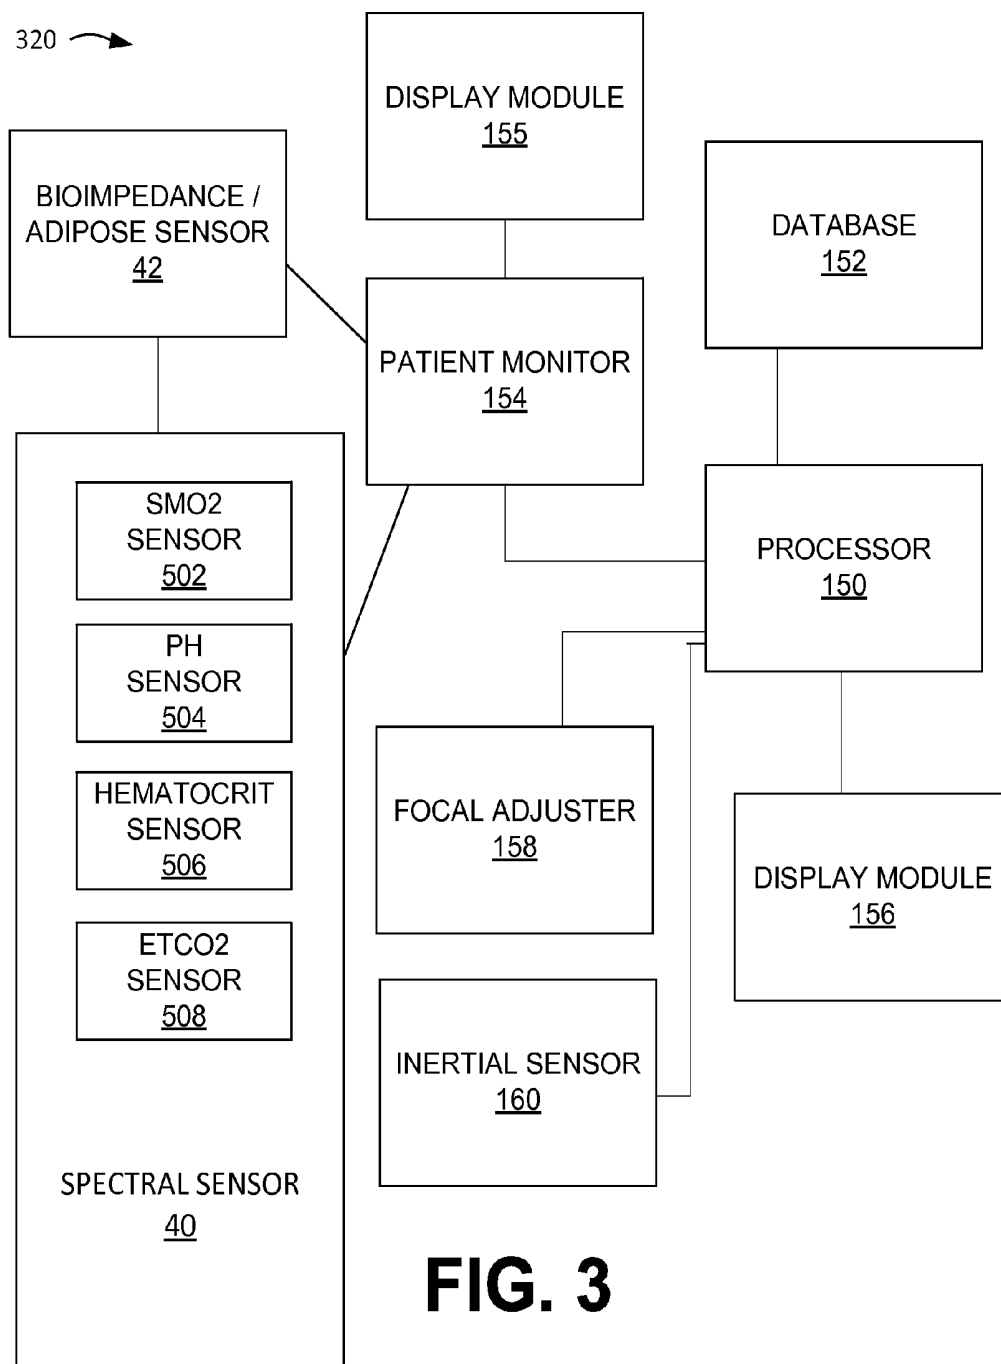 320
DISPLAY MODULE
155
BIOIMPEDANCE /
ADIPOSE SENSOR
42
DATABASE
152
PATIENT MONITOR
154
SMO2
SENSOR
502
PH
SENSOR
504
HEMATOCRIT
SENSOR
506
ETCO2
SENSOR
508
SPECTRAL SENSOR
40
PROCESSOR
150
FOCAL ADJUSTER
158
DISPLAY MODULE
156
INERTIAL SENSOR
160
FIG. 3